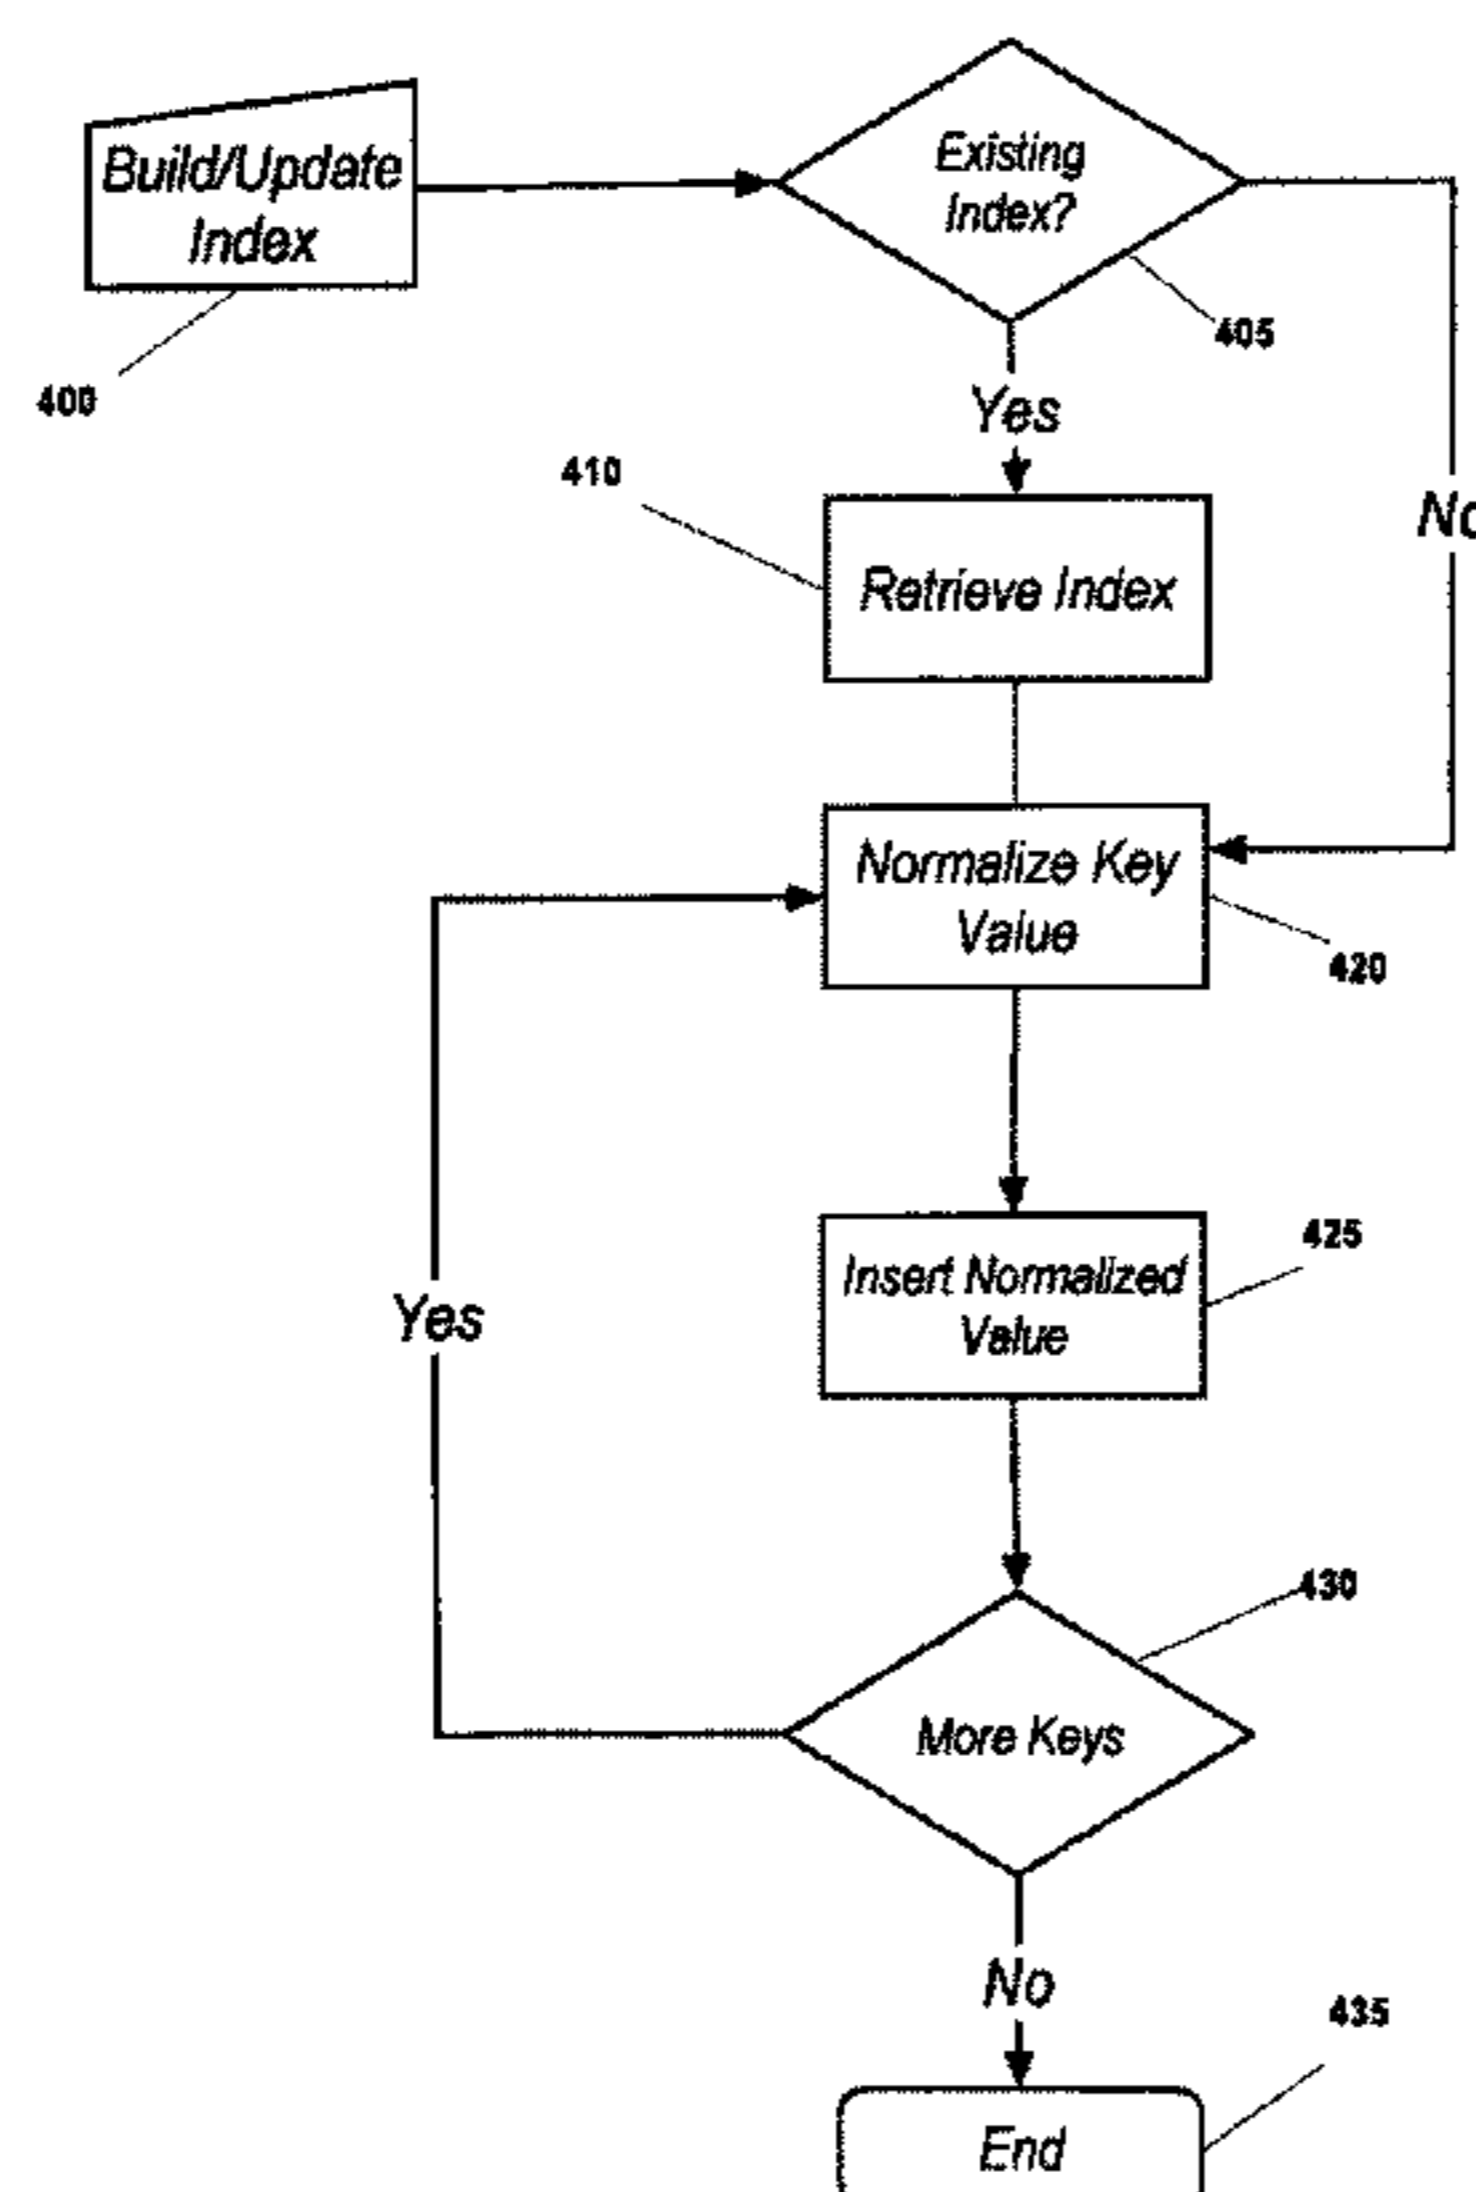 Build/Update
Index
400
Existing
Index?
405
Yes
No
410
Retrieve Index
Normalize Key
Value
420
Insert Normalized
Value
425
Yes
430
More Keys
No
435
End